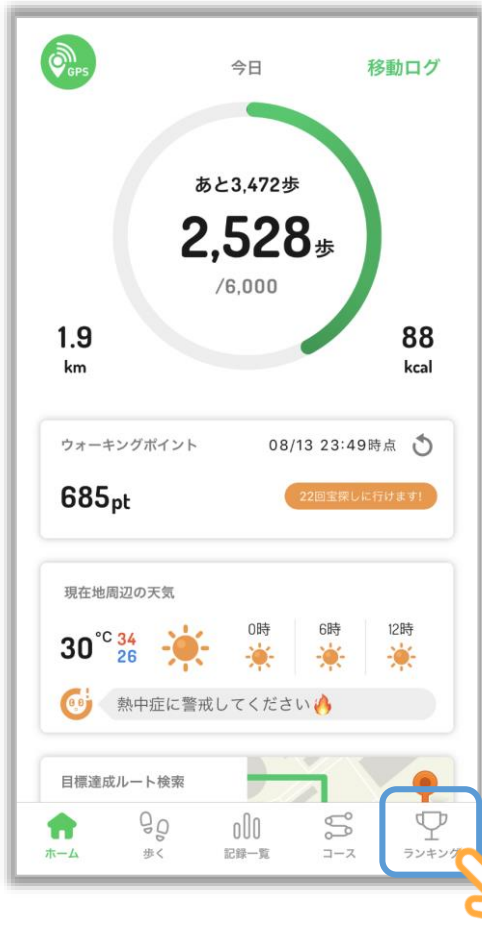 GPS
今日
移動ログ
あと3,472歩
2,528歩
/6,000
1.9
km
88
kcal
ウォーキングポイント
08/13 23:49時点
685pt
22回宝探しに行けます!
現在地周辺の天気
30℃
34
26
0時
6時
12時
熱中症に警戒してください🔥
目標達成ルート検索
ホーム
歩く
記録一覧
コース
ランキング